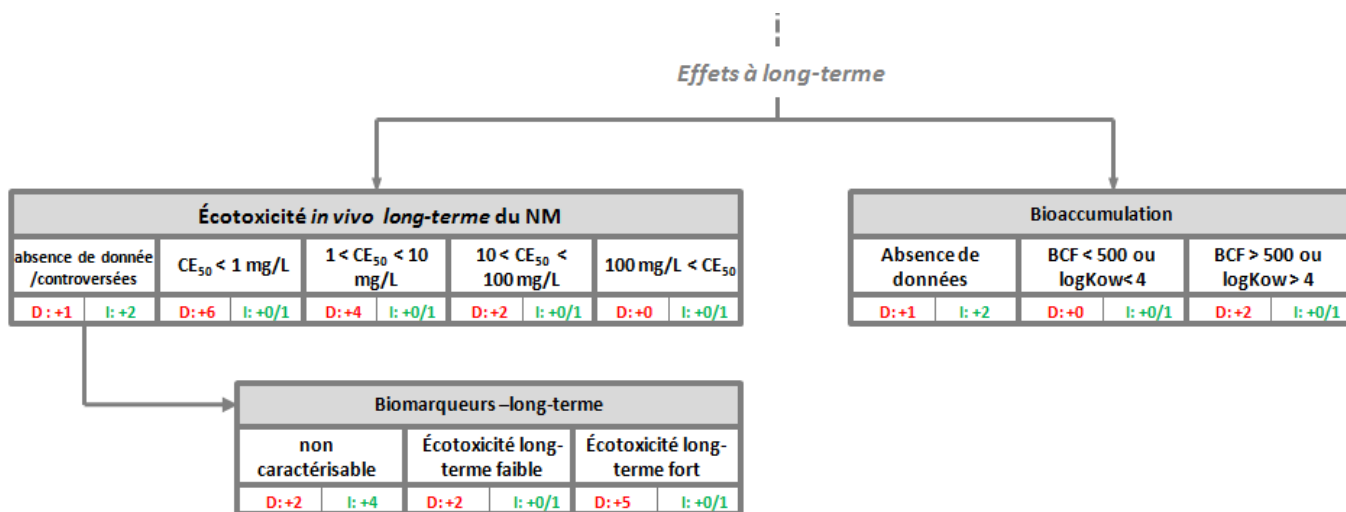 Effets à long-terme
Écotoxicité in vivo long-terme du NM
absence de donnée
/controversées
CE50 < 1 mg/L
1 < CE50 < 10
mg/L
10 < CE50 <
100 mg/L
100 mg/L < CE50
D : +1 I: +2 D: +6 I: +0/1 D: +4 I: +0/1 D: +2 I: +0/1 D: +0 I: +0/1
Bioaccumulation
Absence de
données
BCF < 500 ou
logKow< 4
BCF > 500 ou
logKow > 4
D: +1 I: +2 D: +0 I: +0/1 D: +2 I: +0/1
Biomarqueurs –long-terme
non
caractérisable
Écotoxicité long-
terme faible
Écotoxicité long-
terme fort
D: +2 I: +4 D: +2 I: +0/1 D: +5 I: +0/1